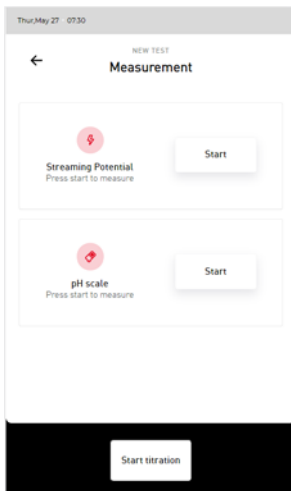 Thur,May 27 07:30
NEW TEST
Measurement
Streaming Potential
Press start to measure
Start
pH scale
Press start to measure
Start
Start titration